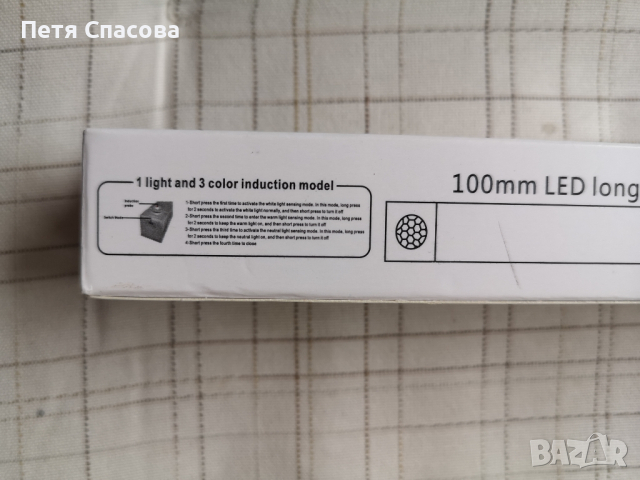 Петя Спасова
1 light and 3 color induction model
100mm LED long
Induction
Switch Button
1-Short press the first time to activate the white light sensing mode. In this mode, long press
for 2 seconds to activate the white light normally, and then short press to turn it off
2-Short press the second time to enter the warm light sensing mode. In this mode, long press
for 2 seconds to keep the warm light on, and then short press to turn it off
3-Short press the third time to activate the neutral light sensing mode. In this mode, long press
for 2 seconds to keep the neutral light on, and then short press to turn it off
4-Short press the fourth time to close
BAZAR